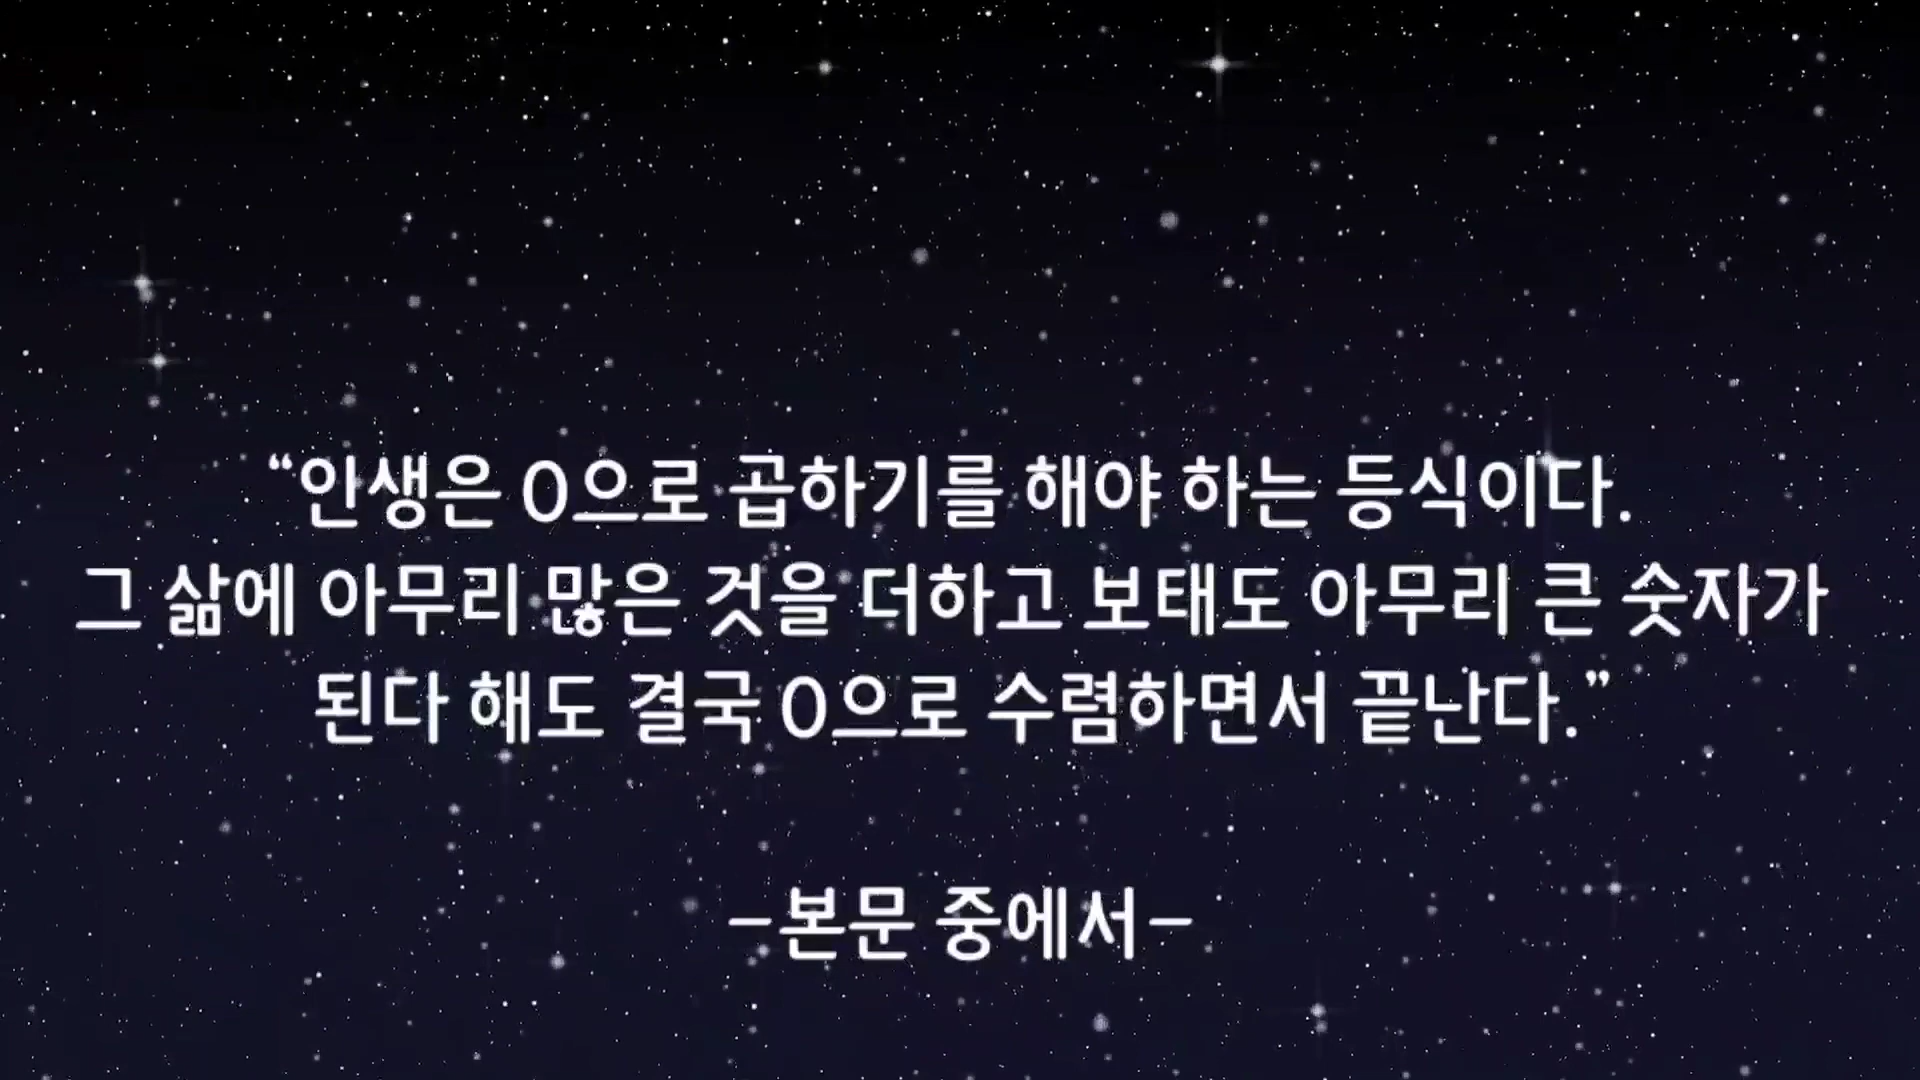 “인생은 0으로 곱하기를 해야 하는 등식이다.
그 삶에 아무리 많은 것을 더하고 보태도 아무리 큰 숫자가
된다 해도 결국 0으로 수렴하면서 끝난다.”
-본문 중에서-